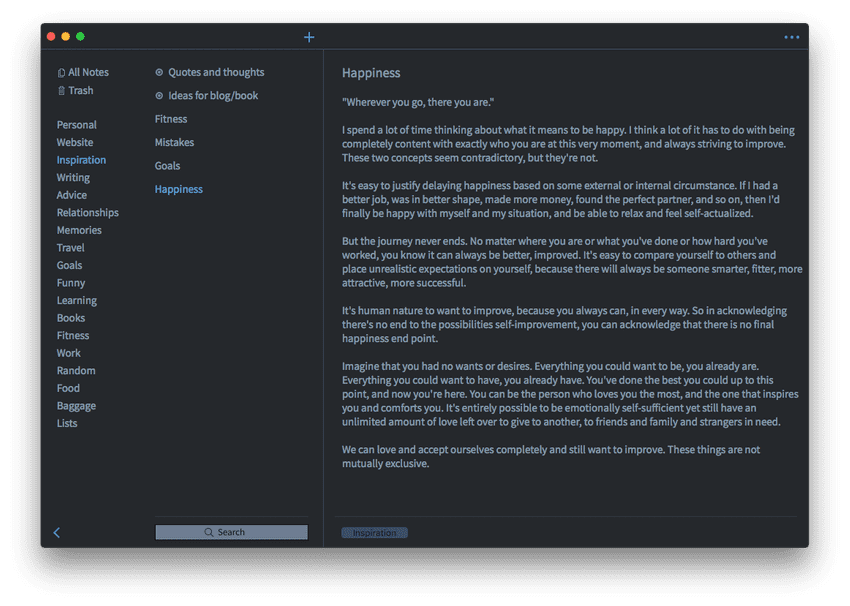 All Notes
Trash
Personal
Website
Inspiration
Writing
Advice
Relationships
Memories
Travel
Goals
Funny
Learning
Books
Fitness
Work
Random
Food
Baggage
Lists
Quotes and thoughts
Ideas for blog/book
Fitness
Mistakes
Goals
Happiness
Search
Happiness
"Wherever you go, there you are."
I spend a lot of time thinking about what it means to be happy. I think a lot of it has to do with being
completely content with exactly who you are at this very moment, and always striving to improve.
These two concepts seem contradictory, but they're not.
It's easy to justify delaying happiness based on some external or internal circumstance. If I had a
better job, was in better shape, made more money, found the perfect partner, and so on, then I'd
finally be happy with myself and my situation, and be able to relax and feel self-actualized.
But the journey never ends. No matter where you are or what you've done or how hard you've
worked, you know it can always be better, improved. It's easy to compare yourself to others and
place unrealistic expectations on yourself, because there will always be someone smarter, fitter, more
attractive, more successful.
It's human nature to want to improve, because you always can, in every way. So in acknowledging
there's no end to the possibilities self-improvement, you can acknowledge that there is no final
happiness end point.
Imagine that you had no wants or desires. Everything you could want to be, you already are.
Everything you could want to have, you already have. You've done the best you could up to this
point, and now you're here. You can be the person who loves you the most, and the one that inspires
you and comforts you. It's entirely possible to be emotionally self-sufficient yet still have an
unlimited amount of love left over to give to another, to friends and family and strangers in need.
We can love and accept ourselves completely and still want to improve. These things are not
mutually exclusive.
Inspiration